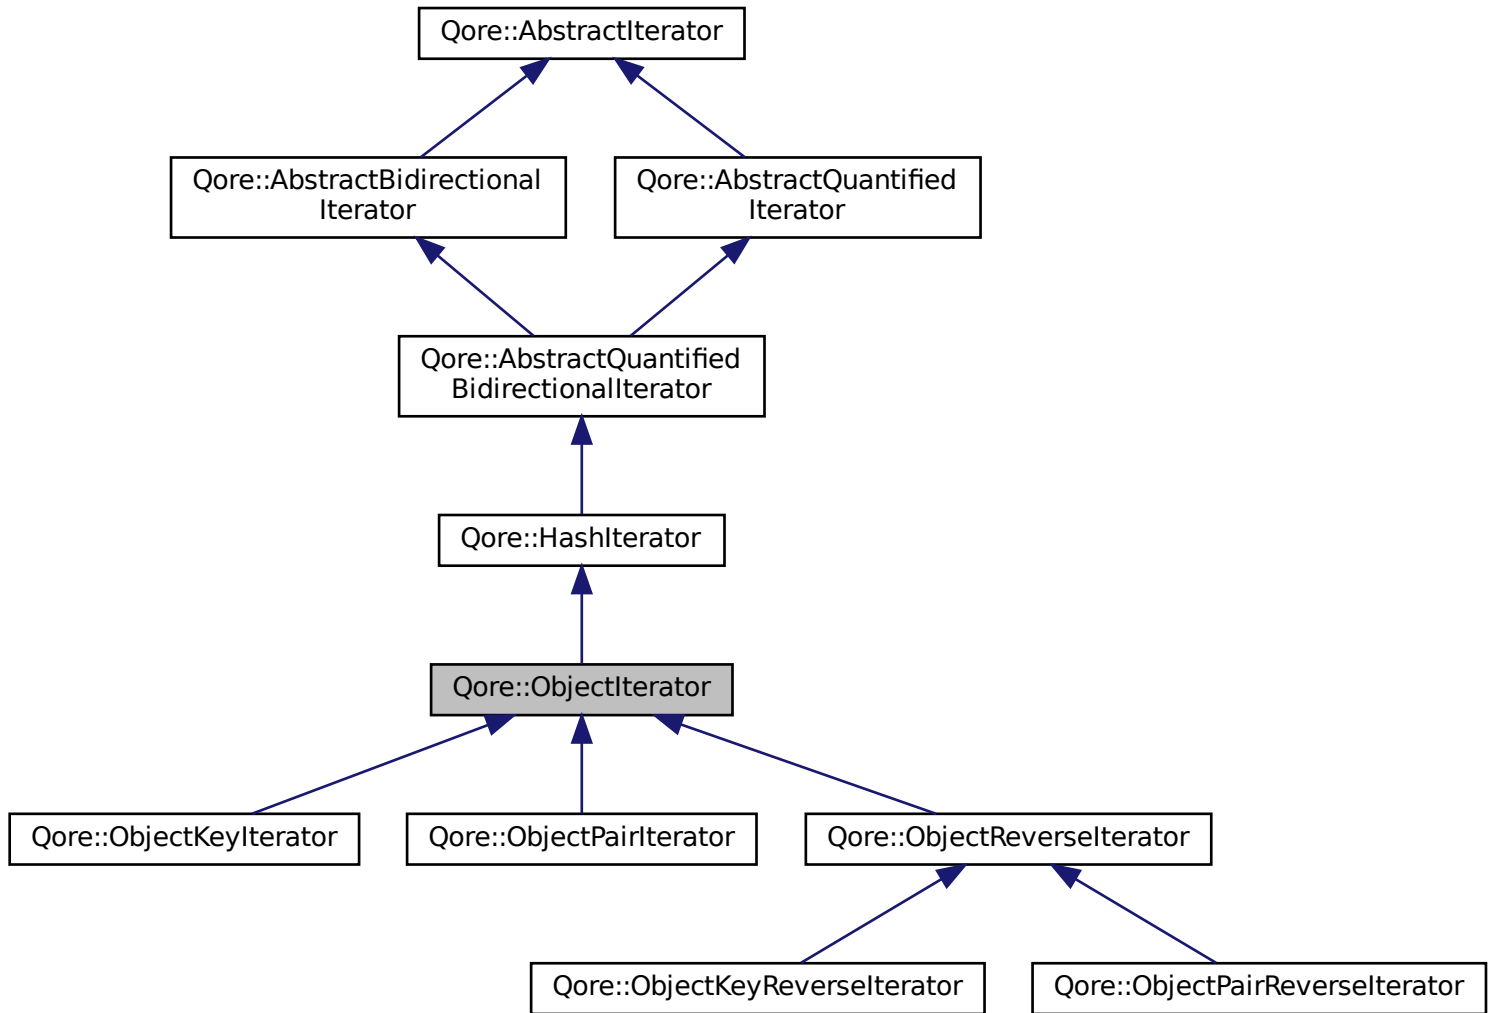 Qore::AbstractIterator
Qore::AbstractBidirectional
Iterator
Qore::AbstractQuantified
Iterator
Qore::AbstractQuantified
BidirectionalIterator
Qore::HashIterator
Qore::ObjectIterator
Qore::ObjectKeyIterator
Qore::ObjectPairIterator
Qore::ObjectReverseIterator
Qore::ObjectKeyReverseIterator
Qore::ObjectPairReverseIterator